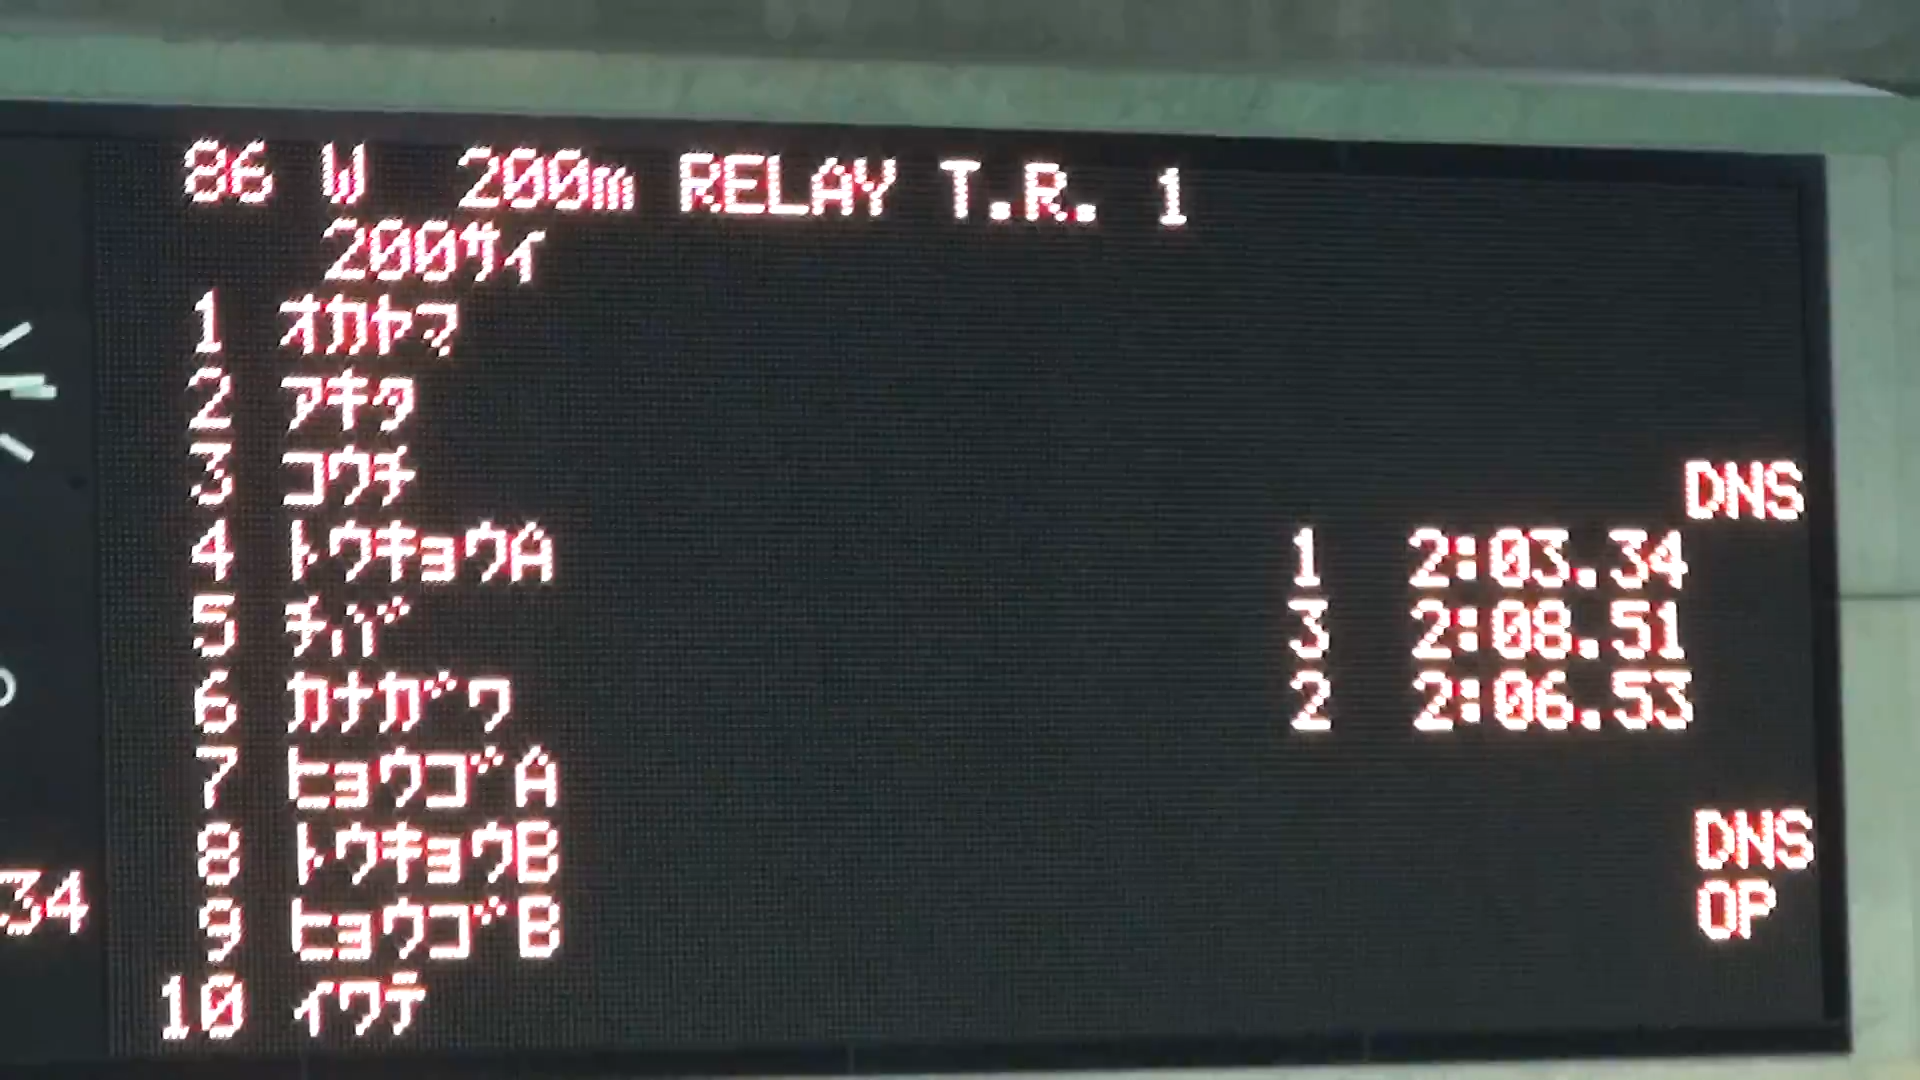 86 W 200m RELAY T.R. 1
200サイ
1 オカヤマ
2 アキタ
3 コウチ DNS
4 トウキョウA 1 2:03.34
5 チバ 3 2:08.51
6 カナガワ 2 2:06.53
7 ヒョウゴA
8 トウキョウB DNS
34
9 ヒョウゴB OP
10 イワテ